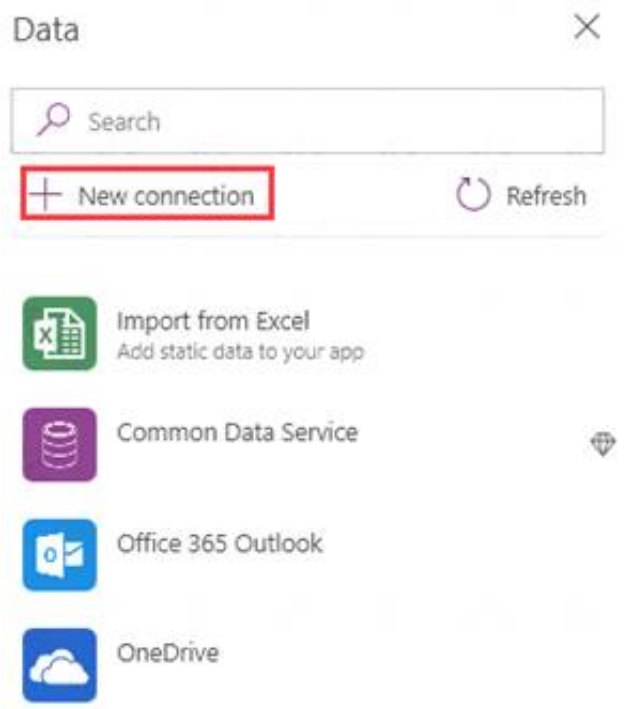 Data
Search
New connection
Refresh
Import from Excel
Add static data to your app
Common Data Service
Office 365 Outlook
OneDrive